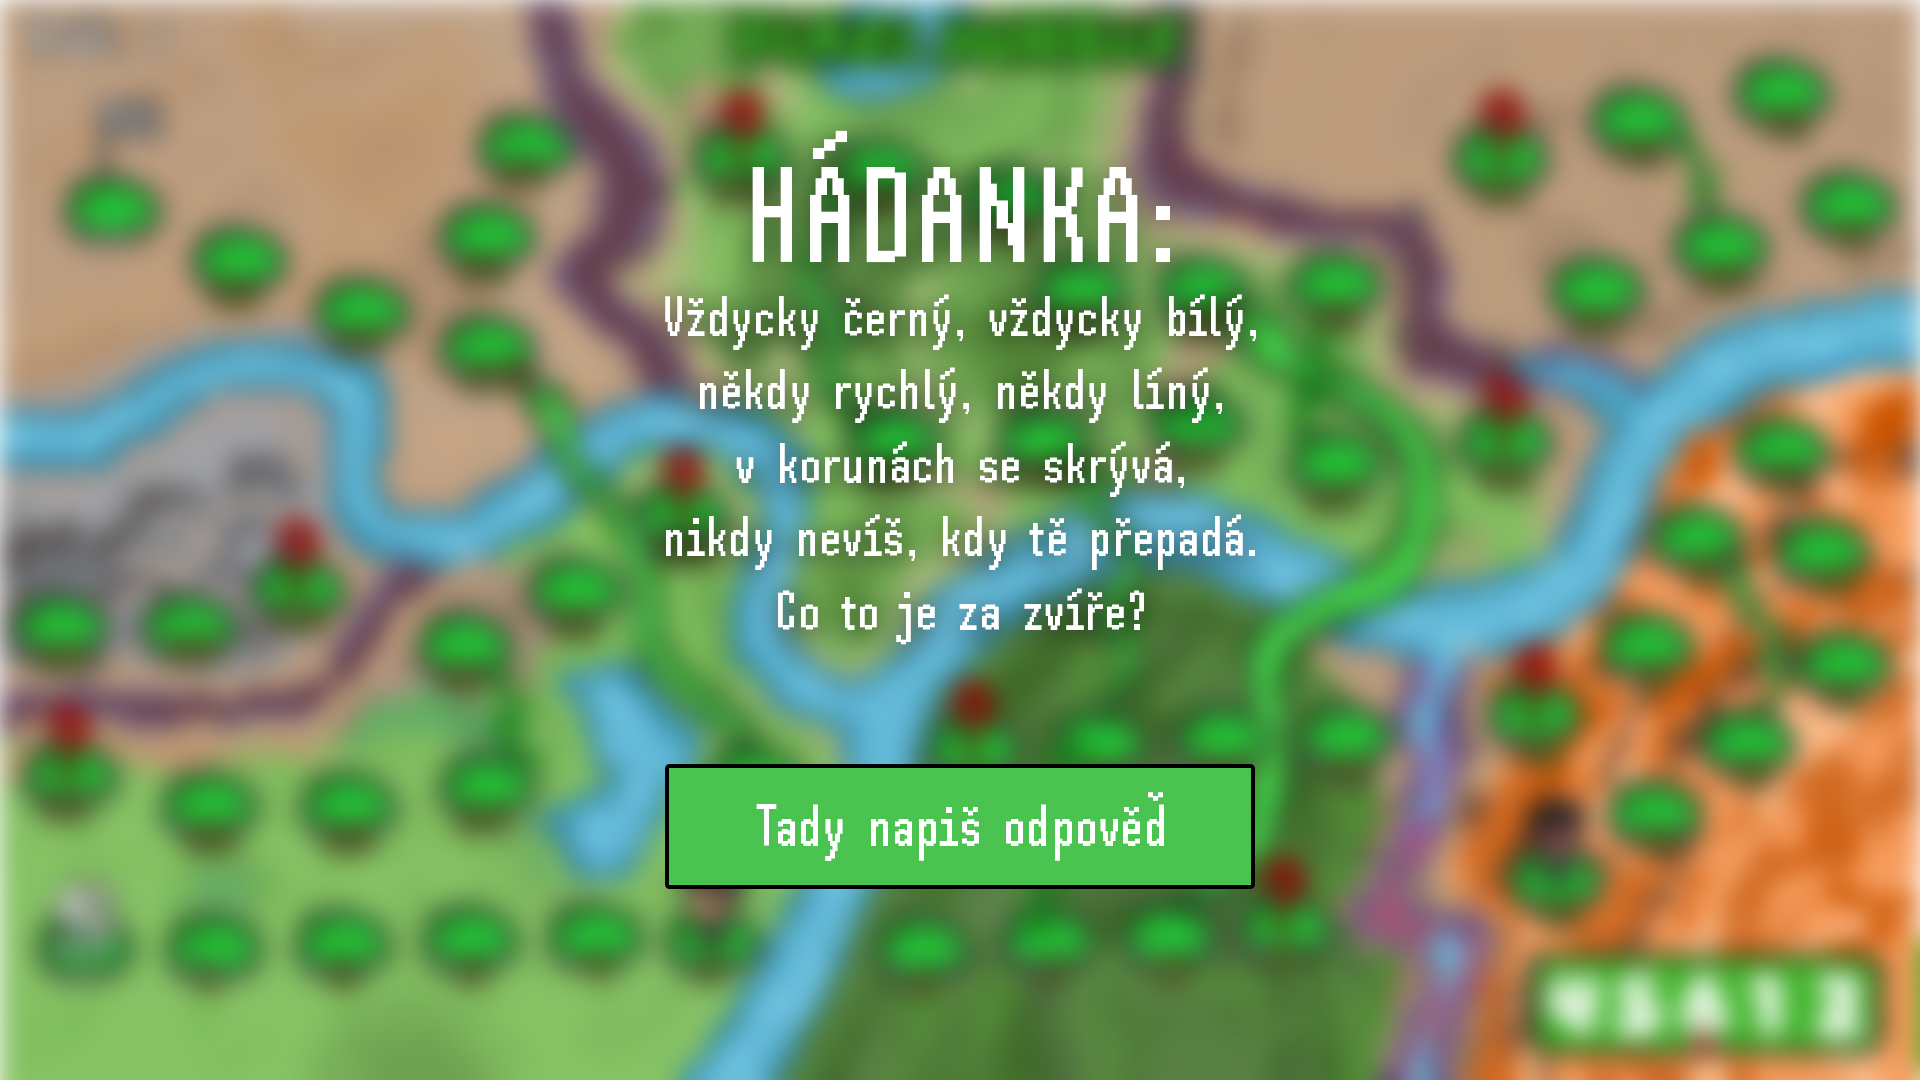 HÁDANKA:
Vždycky černý, vždycky bílý,
někdy rychlý, někdy líný,
v korunách se skrývá,
nikdy nevíš, kdy tě přepadá.
Co to je za zvíře?
Tady napiš odpověď